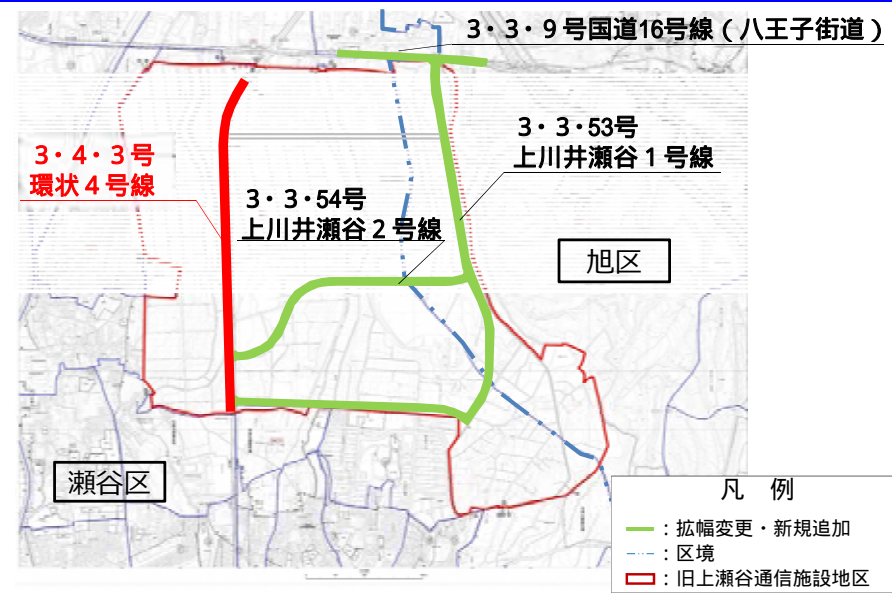 3・3・9号国道16号線（八王子街道）
3・3・53号
上川井瀬谷１号線
3・4・3号
環状４号線
3・3・54号
上川井瀬谷２号線
旭区
瀬谷区
凡　例
：拡幅変更・新規追加
：区境
：旧上瀬谷通信施設地区